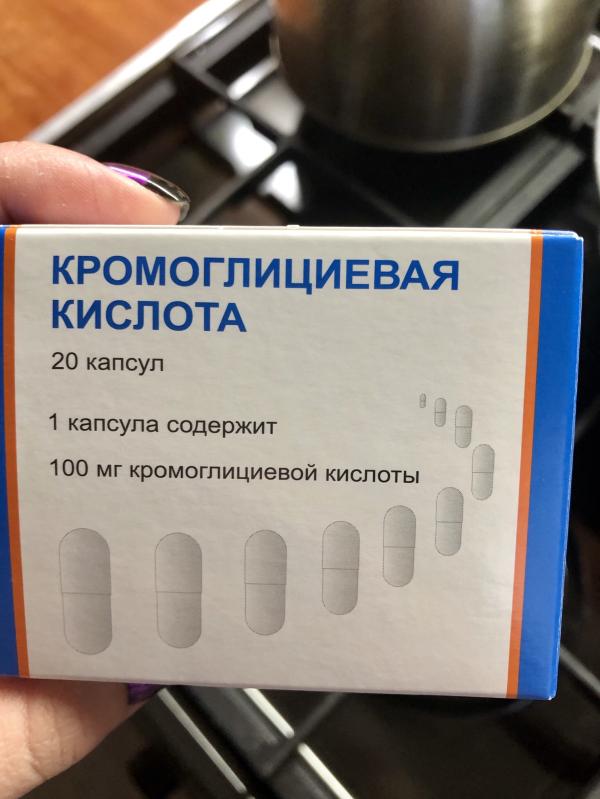 КРОМОГЛИЦИЕВАЯ
КИСЛОТА
20 капсул
1 капсула содержит
100 мг кромоглициевой кислоты